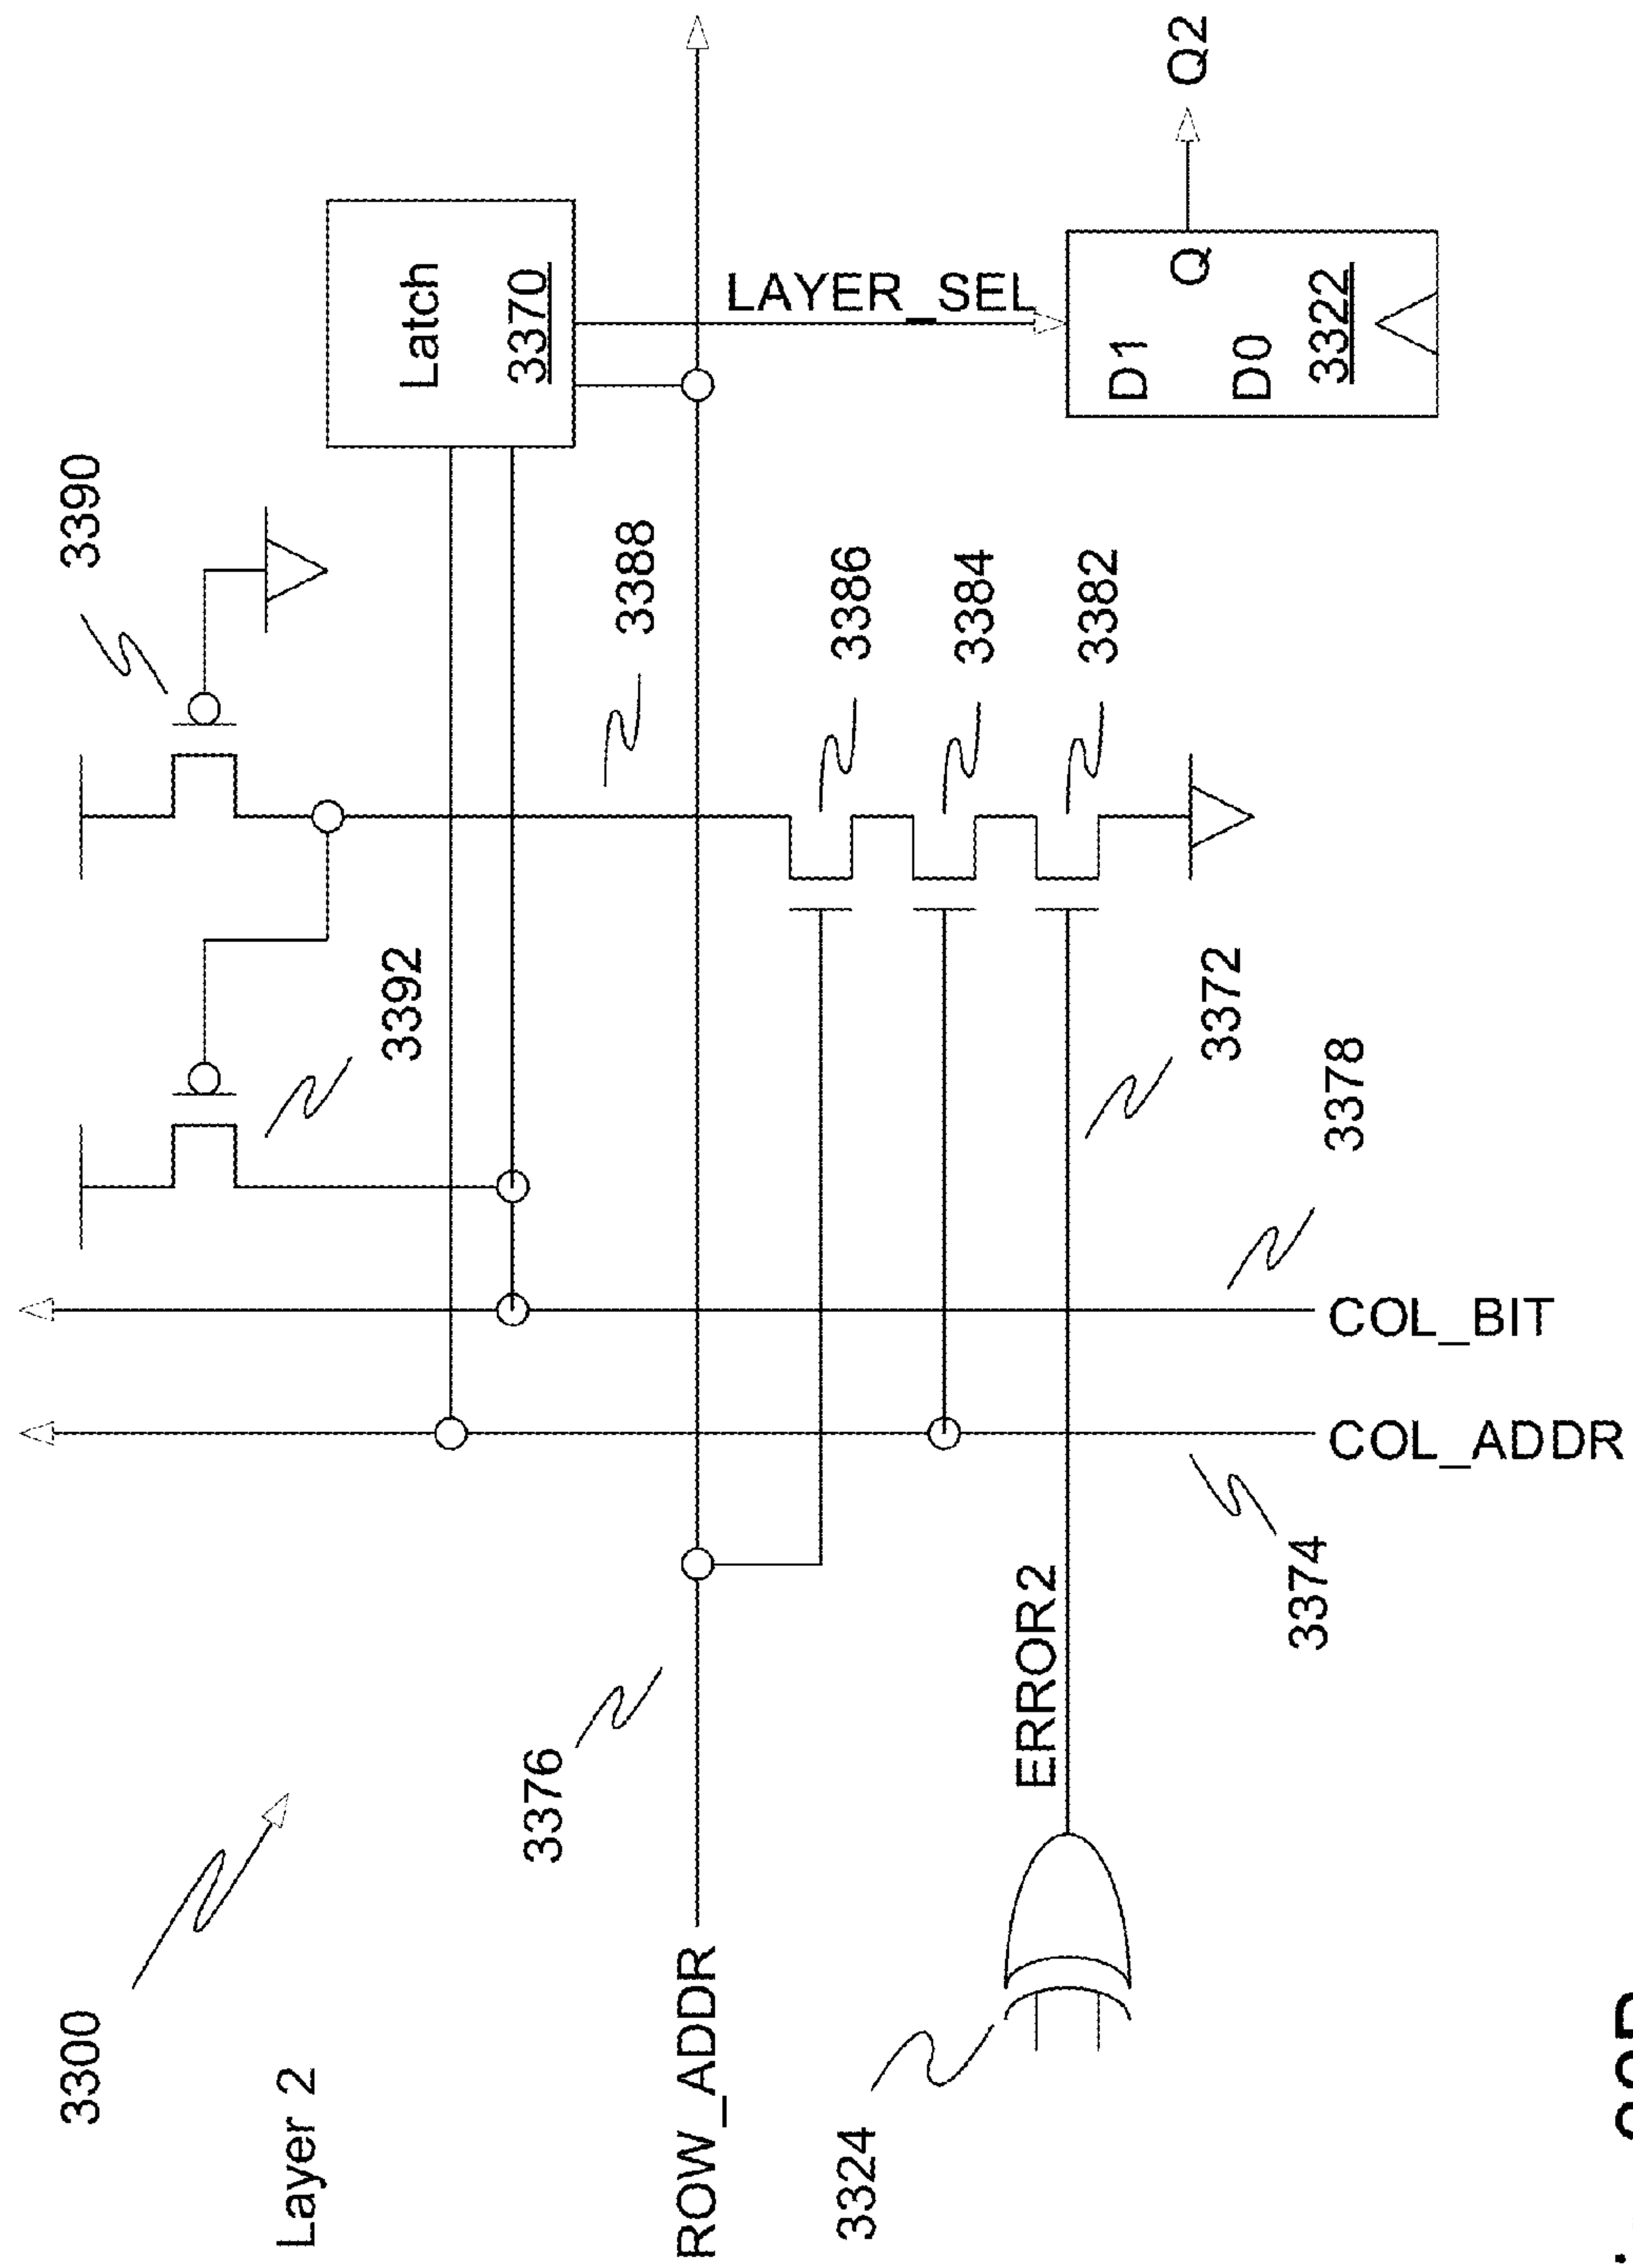 3300
3390
Layer 2
3392
Latch
3370
3376
3388
ROW_ADDR
LAYER_SEL
3324
3386
3384
ERROR2
3382
D1
Q
Q2
3372
D0
3374
3322
3378
COL_ADDR
COL_BIT